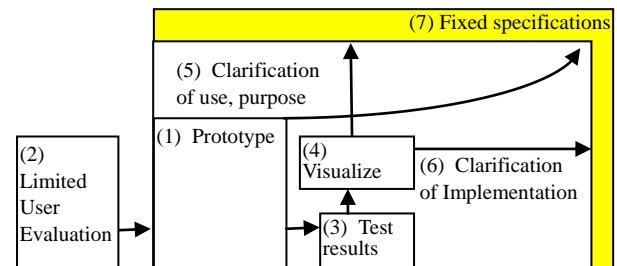 (7) Fixed specifications
(5) Clarification
of use, purpose
(1) Prototype
(2)
Limited
User
Evaluation
(4)
Visualize
(6) Clarification
of Implementation
(3) Test
results